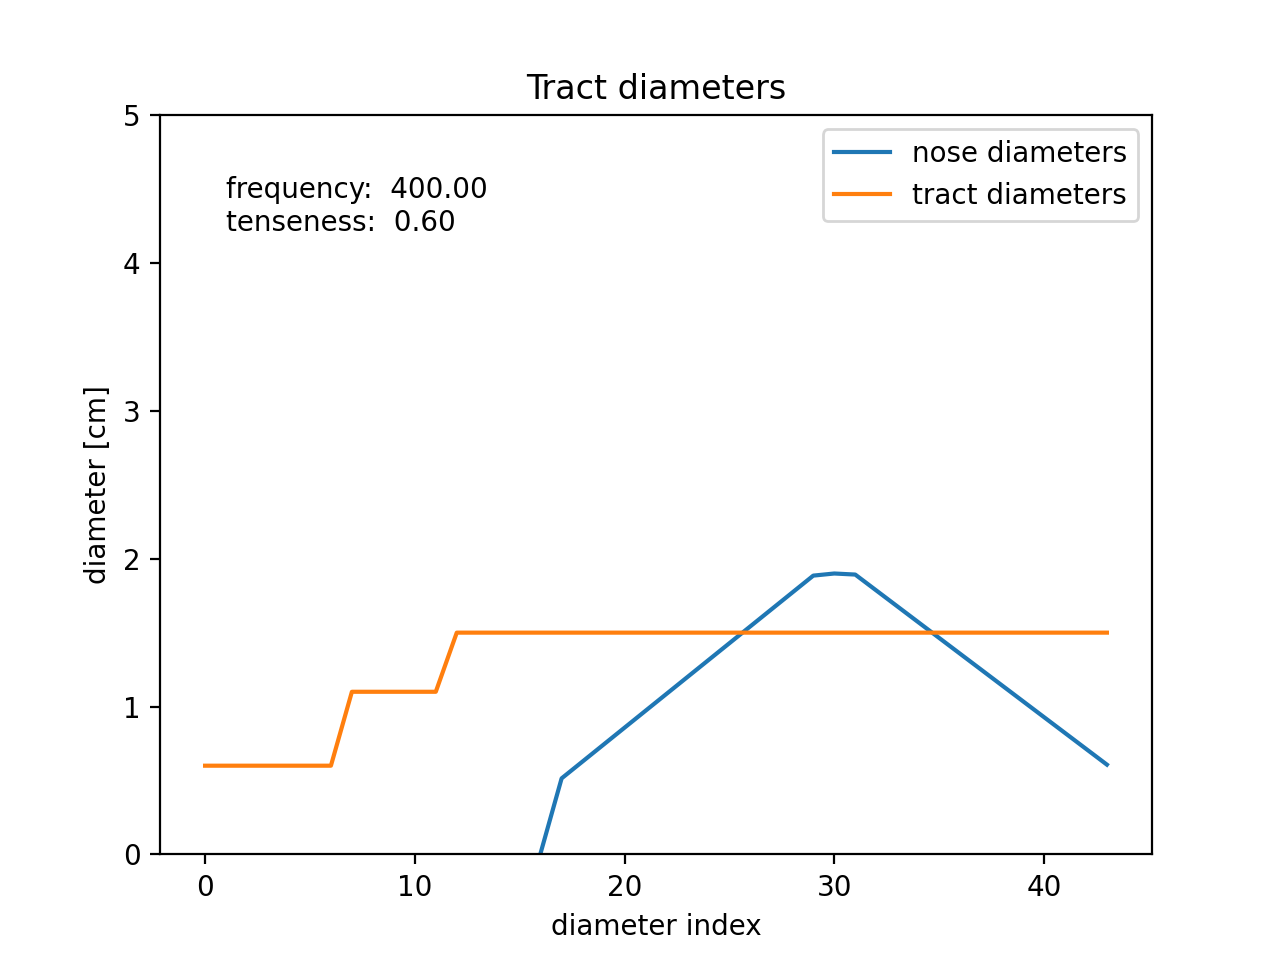 Tract diameters
5
4
3
2
1
0
diameter [cm]
frequency:  400.00
tenseness:  0.60
nose diameters
tract diameters
0 10 20 30 40
diameter index